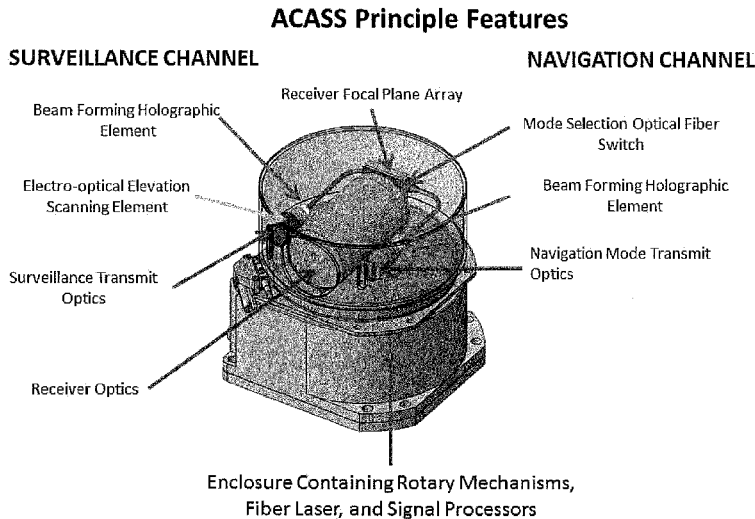 ACASS Principle Features
SURVEILLANCE CHANNEL
NAVIGATION CHANNEL
Beam Forming Holographic
Element
Receiver Focal Plane Array
Mode Selection Optical Fiber
Switch
Electro-optical Elevation
Scanning Element
Beam Forming Holographic
Element
Surveillance Transmit
Optics
Navigation Mode Transmit
Optics
Receiver Optics
Enclosure Containing Rotary Mechanisms,
Fiber Laser, and Signal Processors